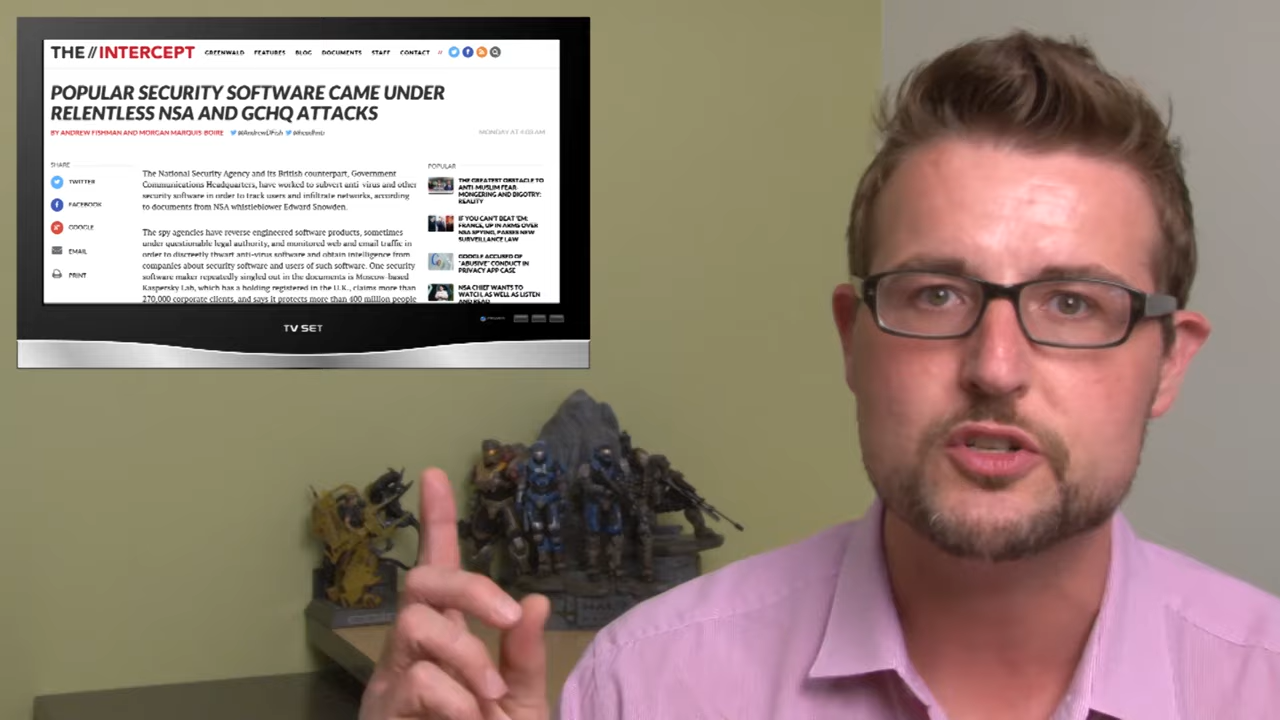 THE // INTERCEPT
GREENWALD FEATURES BLOG DOCUMENTS STAFF CONTACT //
POPULAR SECURITY SOFTWARE CAME UNDER
RELENTLESS NSA AND GCHQ ATTACKS
BY ANDREW FISHMAN AND MORGAN MARQUIS-BOIRE @AndrewDFish @headhntr
MONDAY AT 4:03 AM
SHARE
TWITTER
FACEBOOK
GOOGLE
EMAIL
PRINT
The National Security Agency and its British counterpart, Government
Communications Headquarters, have worked to subvert anti-virus and other
security software in order to track users and infiltrate networks, according
to documents from NSA whistleblower Edward Snowden.
The spy agencies have reverse engineered software products, sometimes
under questionable legal authority, and monitored web and email traffic in
order to discreetly thwart anti-virus software and obtain intelligence from
companies about security software and users of such software. One security
software maker repeatedly singled out in the documents is Moscow-based
Kaspersky Lab, which has a holding registered in the U.K., claims more than
270,000 corporate clients, and says it protects more than 400 million people
POPULAR
THE GREATEST OBSTACLE TO
ANTI-MUSLIM FEAR-
MONGERING AND BIGOTRY:
REALITY
IF YOU CAN'T BEAT 'EM:
FRANCE, UP IN ARMS OVER
NSA SPYING, PASSES NEW
SURVEILLANCE LAW
GOOGLE ACCUSED OF
"ABUSIVE" CONDUCT IN
PRIVACY APP CASE
NSA CHIEF WANTS TO
WATCH, AS WELL AS LISTEN
AND READ
TV SET